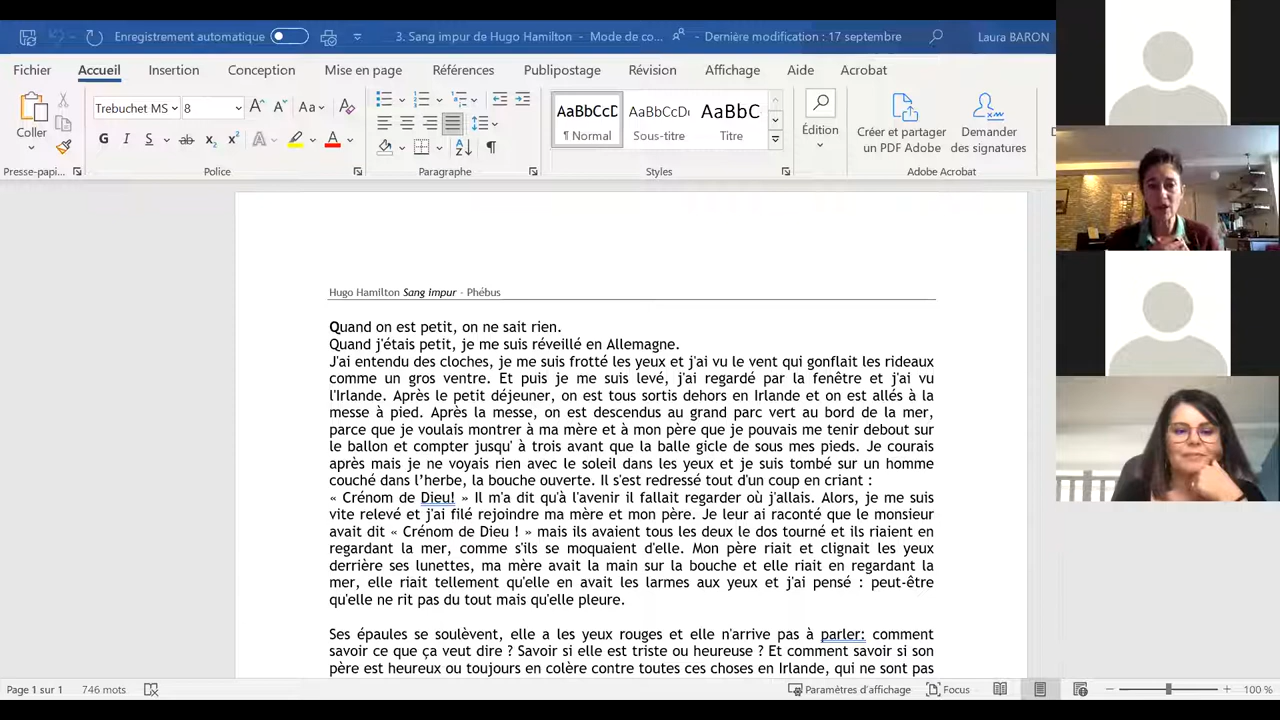 Enregistrement automatique
3. Sang impur de Hugo Hamilton - Mode de co... - Dernière modification : 17 septembre
Laura BARON
Fichier Accueil Insertion Conception Mise en page Références Publipostage Révision Affichage Aide Acrobat
Coller
Presse-papi...
Trebuchet MS 8
Police
Paragraphe
AaBbCcD AaBbCcD AaBbC
¶ Normal Sous-titre Titre
Styles
Édition
Créer et partager
un PDF Adobe
Demander
des signatures
Adobe Acrobat
Hugo Hamilton Sang impur - Phébus
Quand on est petit, on ne sait rien.
Quand j'étais petit, je me suis réveillé en Allemagne.
J'ai entendu des cloches, je me suis frotté les yeux et j'ai vu le vent qui gonflait les rideaux
comme un gros ventre. Et puis je me suis levé, j'ai regardé par la fenêtre et j'ai vu
l'Irlande. Après le petit déjeuner, on est tous sortis dehors en Irlande et on est allés à la
messe à pied. Après la messe, on est descendus au grand parc vert au bord de la mer,
parce que je voulais montrer à ma mère et à mon père que je pouvais me tenir debout sur
le ballon et compter jusqu' à trois avant que la balle gicle de sous mes pieds. Je courais
après mais je ne voyais rien avec le soleil dans les yeux et je suis tombé sur un homme
couché dans l'herbe, la bouche ouverte. Il s'est redressé tout d'un coup en criant :
« Crénom de Dieu! » Il m'a dit qu'à l'avenir il fallait regarder où j'allais. Alors, je me suis
vite relevé et j'ai filé rejoindre ma mère et mon père. Je leur ai raconté que le monsieur
avait dit « Crénom de Dieu ! » mais ils avaient tous les deux le dos tourné et ils riaient en
regardant la mer, comme s'ils se moquaient d'elle. Mon père riait et clignait les yeux
derrière ses lunettes, ma mère avait la main sur la bouche et elle riait en regardant la
mer, elle riait tellement qu'elle en avait les larmes aux yeux et j'ai pensé : peut-être
qu'elle ne rit pas du tout mais qu'elle pleure.
Ses épaules se soulèvent, elle a les yeux rouges et elle n'arrive pas à parler: comment
savoir ce que ça veut dire ? Savoir si elle est triste ou heureuse ? Et comment savoir si son
père est heureux ou toujours en colère contre toutes ces choses en Irlande, qui ne sont pas
Page 1 sur 1 746 mots Paramètres d'affichage Focus 100 %